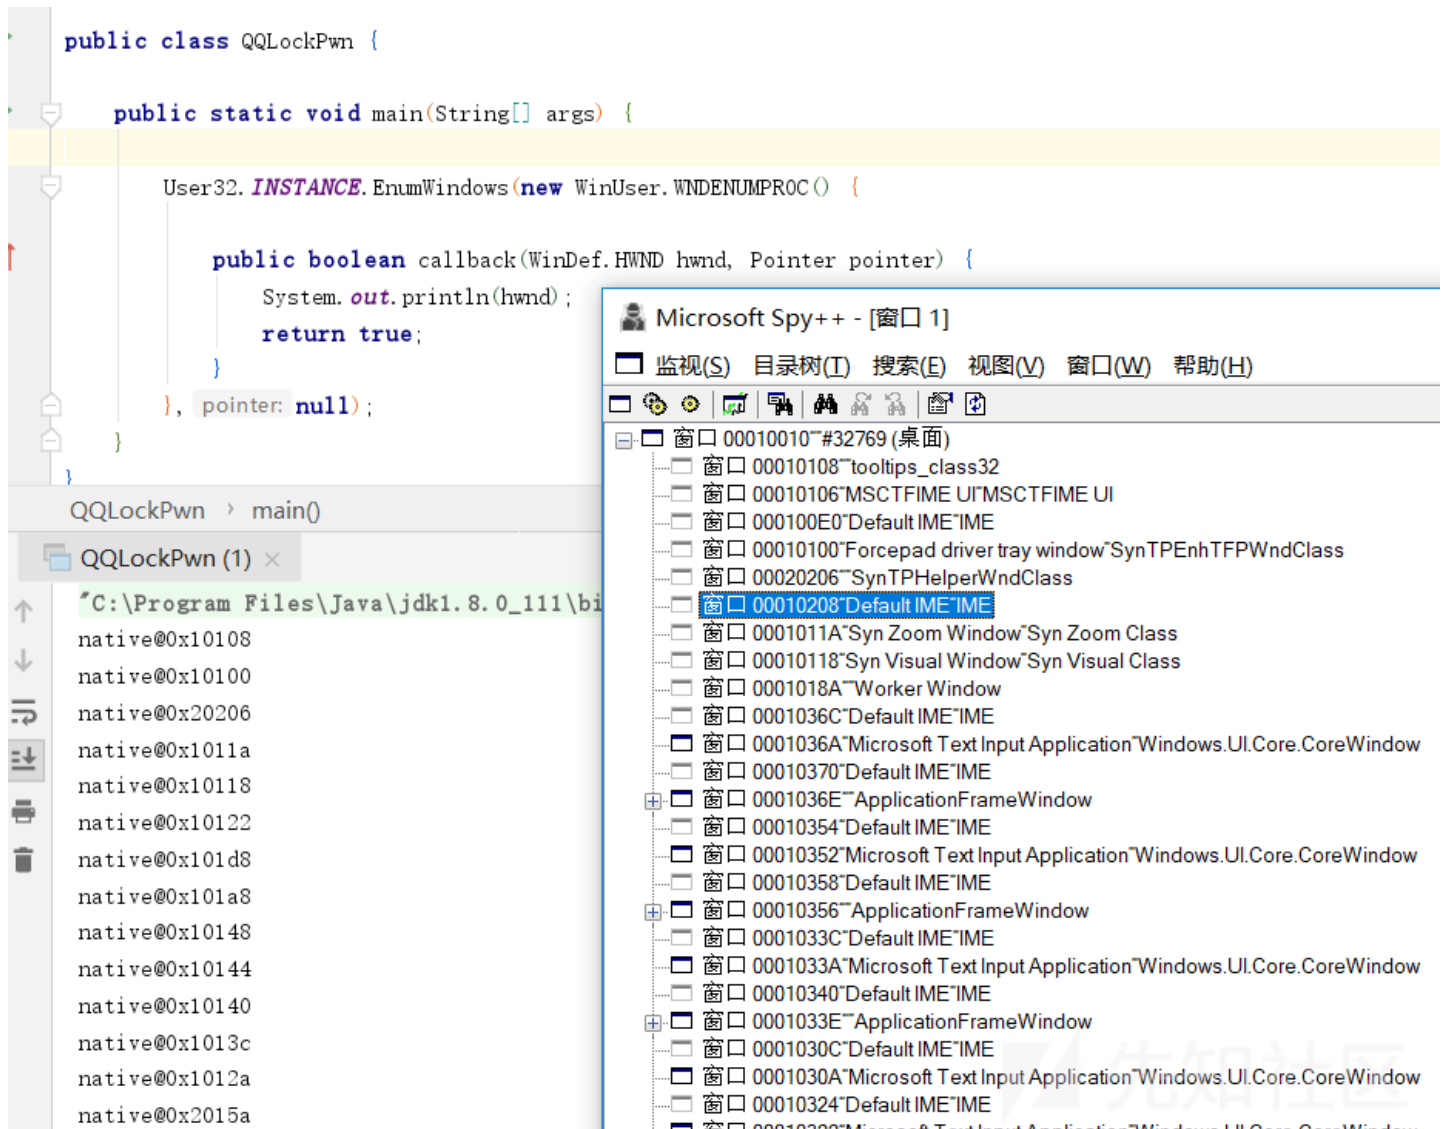 public class QQLockPwn {
public static void main(String[] args) {
User32.INSTANCE.EnumWindows(new WinUser.WNDENUMPROC() {
public boolean callback(WinDef.HWND hwnd, Pointer pointer) {
System.out.println(hwnd);
return true;
}
}, pointer: null);
}
}
QQLockPwn › main()
QQLockPwn (1) ×
"C:\Program Files\Java\jdk1.8.0_111\bi
native@0x10108
native@0x10100
native@0x20206
native@0x1011a
native@0x10118
native@0x10122
native@0x101d8
native@0x101a8
native@0x10148
native@0x10144
native@0x10140
native@0x1013c
native@0x1012a
native@0x2015a
Microsoft Spy++ - [窗口 1]
监视(S) 目录树(T) 搜索(E) 视图(V) 窗口(W) 帮助(H)
窗口 00010010""#32769 (桌面)
窗口 00010108""tooltips_class32
窗口 00010106"MSCTFIME UI"MSCTFIME UI
窗口 000100E0"Default IME"IME
窗口 00010100"Forcepad driver tray window"SynTPEnhTFPWndClass
窗口 00020206""SynTPHelperWndClass
窗口 00010208"Default IME"IME
窗口 0001011A"Syn Zoom Window"Syn Zoom Class
窗口 00010118"Syn Visual Window"Syn Visual Class
窗口 0001018A""Worker Window
窗口 0001036C"Default IME"IME
窗口 0001036A"Microsoft Text Input Application"Windows.UI.Core.CoreWindow
窗口 00010370"Default IME"IME
窗口 0001036E""ApplicationFrameWindow
窗口 00010354"Default IME"IME
窗口 00010352"Microsoft Text Input Application"Windows.UI.Core.CoreWindow
窗口 00010358"Default IME"IME
窗口 00010356""ApplicationFrameWindow
窗口 0001033C"Default IME"IME
窗口 0001033A"Microsoft Text Input Application"Windows.UI.Core.CoreWindow
窗口 00010340"Default IME"IME
窗口 0001033E""ApplicationFrameWindow
窗口 0001030C"Default IME"IME
窗口 0001030A"Microsoft Text Input Application"Windows.UI.Core.CoreWindow
窗口 00010324"Default IME"IME
先知社区